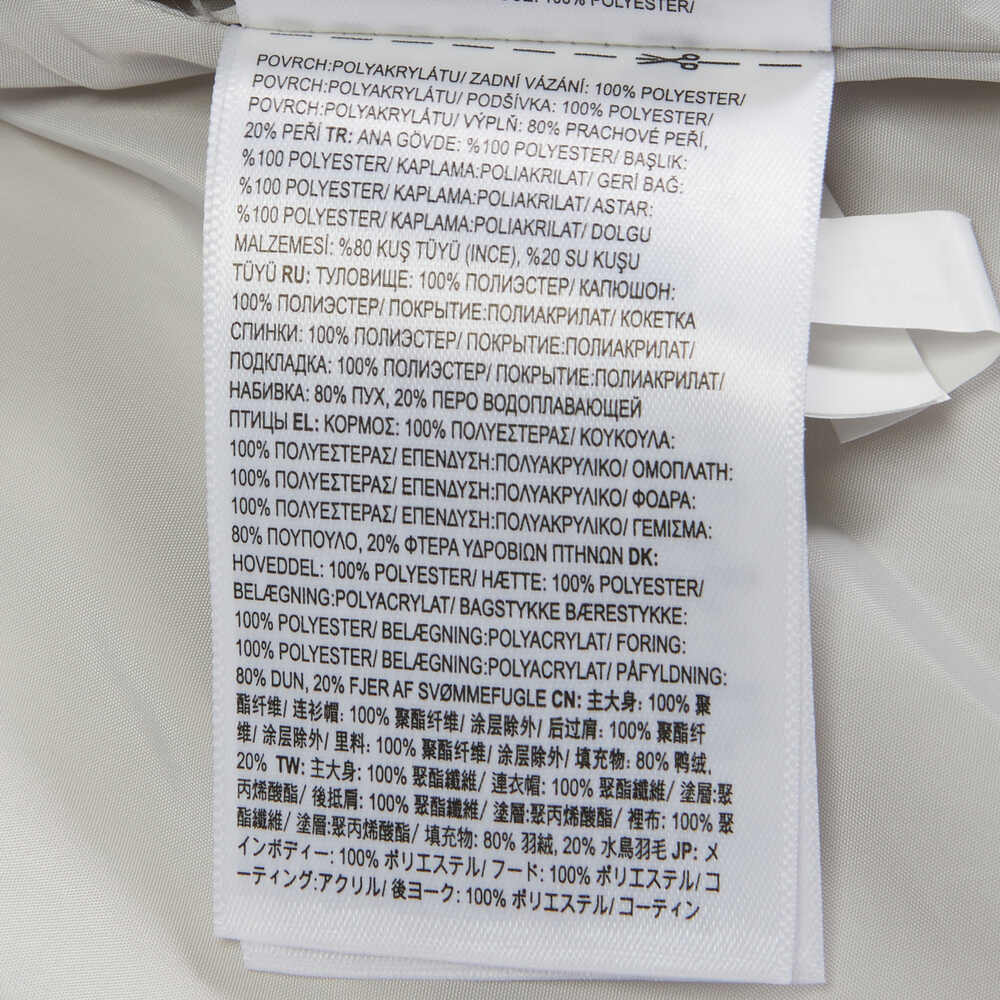 100% POLYESTER/
POVRCH:POLYAKRYLÁTU/ ZADNÍ VÁZÁNÍ: 100% POLYESTER/
POVRCH:POLYAKRYLÁTU/ PODŠÍVKA: 100% POLYESTER/
POVRCH:POLYAKRYLÁTU/ VÝPLŇ: 80% PRACHOVÉ PEŘÍ,
20% PEŘÍ TR: ANA GÖVDE: %100 POLYESTER/ BAŞLIK:
%100 POLYESTER/ KAPLAMA:POLIAKRILAT/ GERİ BAĞ:
%100 POLYESTER/ KAPLAMA:POLIAKRILAT/ ASTAR:
%100 POLYESTER/ KAPLAMA:POLIAKRILAT/ DOLGU
MALZEMESİ: %80 KUŞ TÜYÜ (INCE), %20 SU KUŞU
TÜYÜ RU: ТУЛОВИЩЕ: 100% ПОЛИЭСТЕР/ КАПЮШОН:
100% ПОЛИЭСТЕР/ ПОКРЫТИЕ:ПОЛИАКРИЛАТ/ КОКЕТКА
СПИНКИ: 100% ПОЛИЭСТЕР/ ПОКРЫТИЕ:ПОЛИАКРИЛАТ/
ПОДКЛАДКА: 100% ПОЛИЭСТЕР/ ПОКРЫТИЕ:ПОЛИАКРИЛАТ/
НАБИВКА: 80% ПУХ, 20% ПЕРО ВОДОПЛАВАЮЩЕЙ
ПТИЦЫ EL: ΚΟΡΜΟΣ: 100% ΠΟΛΥΕΣΤΕΡΑΣ/ ΚΟΥΚΟΥΛΑ:
100% ΠΟΛΥΕΣΤΕΡΑΣ/ ΕΠΕΝΔΥΣΗ:ΠΟΛΥΑΚΡΥΛΙΚΟ/ ΟΜΟΠΛΑΤΗ:
100% ΠΟΛΥΕΣΤΕΡΑΣ/ ΕΠΕΝΔΥΣΗ:ΠΟΛΥΑΚΡΥΛΙΚΟ/ ΦΟΔΡΑ:
100% ΠΟΛΥΕΣΤΕΡΑΣ/ ΕΠΕΝΔΥΣΗ:ΠΟΛΥΑΚΡΥΛΙΚΟ/ ΓΕΜΙΣΜΑ:
80% ΠΟΥΠΟΥΛΟ, 20% ΦΤΕΡΑ ΥΔΡΟΒΙΩΝ ΠΤΗΝΩΝ DK:
HOVEDDEL: 100% POLYESTER/ HÆTTE: 100% POLYESTER/
BELÆGNING:POLYACRYLAT/ BAGSTYKKE BÆRESTYKKE:
100% POLYESTER/ BELÆGNING:POLYACRYLAT/ FORING:
100% POLYESTER/ BELÆGNING:POLYACRYLAT/ PÅFYLDNING:
80% DUN, 20% FJER AF SVØMMEFUGLE CN: 主大身: 100% 聚
酯纤维/ 连衫帽: 100% 聚酯纤维/ 涂层除外/ 后过肩: 100% 聚酯纤
维/ 涂层除外/ 里料: 100% 聚酯纤维/ 涂层除外/ 填充物: 80% 鸭绒,
20% TW: 主大身: 100% 聚酯纖維/ 連衣帽: 100% 聚酯纖維/ 塗層:聚
丙烯酸酯/ 後抵肩: 100% 聚酯纖維/ 塗層:聚丙烯酸酯/ 裡布: 100% 聚
酯纖維/ 塗層:聚丙烯酸酯/ 填充物: 80% 羽絨, 20% 水鳥羽毛 JP: メ
インボディー: 100% ポリエステル/ フード: 100% ポリエステル/ コ
ーティング:アクリル/ 後ヨーク: 100% ポリエステル/ コーティン